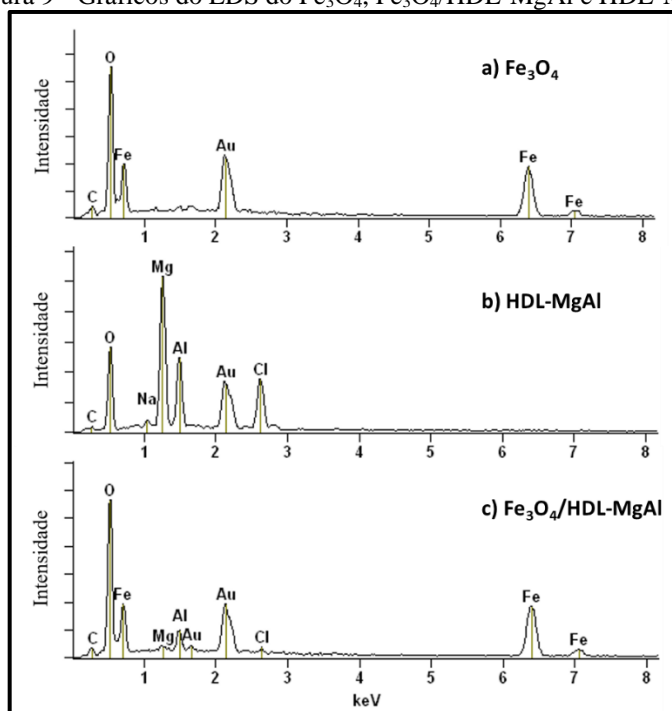 ura 9 - Gráficos do EDS do Fe₃O₄, Fe₃O₄/HDL-MgAl e HDL-M
Intensidade
a) Fe₃O₄
O
Fe
C
Au
Fe
Fe
1 2 3 4 5 6 7 8
Intensidade
b) HDL-MgAl
Mg
O
Al
Na
C
Au
Cl
1 2 3 4 5 6 7 8
Intensidade
c) Fe₃O₄/HDL-MgAl
O
Fe
C
Mg
Al
Au
Au
Cl
Fe
Fe
1 2 3 4 5 6 7 8
keV